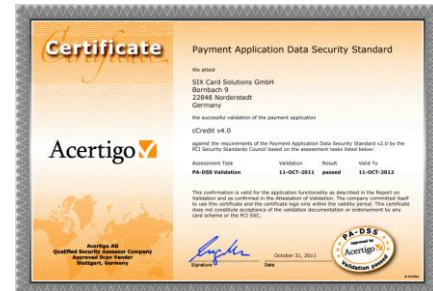 Certificate
Acertigo
Acertigo AG
Qualified Security Assessor Company
Approved Scan Vendor
Stuttgart, Germany
Payment Application Data Security Standard
We attest
SIX Card Solutions GmbH
Bornbach 9
22848 Norderstedt
Germany
the successful validation of the payment application
cCredit v4.0
against the requirements of the Payment Application Data Security Standard v2.0 by the
PCI Security Standards Council based on the assessment tasks listed below:
Assessment Task Validation Result Valid To
PA-DSS Validation 11-OCT-2011 passed 11-OCT-2012
This confirmation is valid for the application functionality as described in the Report on
Validation and as confirmed in the Attestation of Validation. The company committed itself
to use this certificate and the certificate logo only within the validity period. This certificate
does not constitute acceptance of the validation documentation or endorsement by any
card scheme or the PCI SSC.
October 31, 2011
Signature Date
PA-DSS
approved by
Acertigo
Validation passed